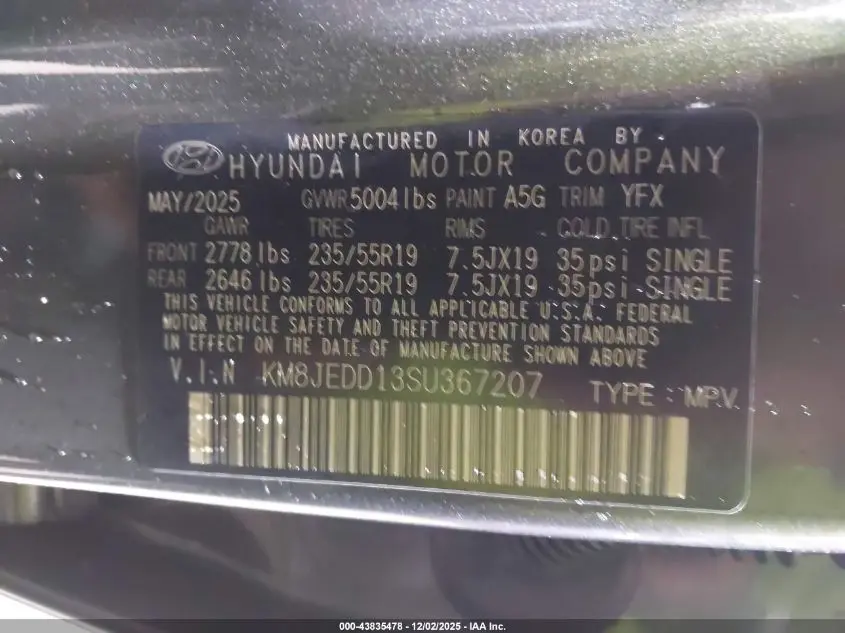 MANUFACTURED IN KOREA BY
HYUNDAI MOTOR COMPANY
MAY/2025 GVWR 5004 lbs PAINT A5G TRIM YFX
GAWR TIRES RIMS COLD TIRE INFL
FRONT 2778 lbs 235/55R19 7.5JX19 35psi SINGLE
REAR 2646 lbs 235/55R19 7.5JX19 35psi SINGLE
THIS VEHICLE CONFORMS TO ALL APPLICABLE U.S.A. FEDERAL
MOTOR VEHICLE SAFETY AND THEFT PREVENTION STANDARDS
IN EFFECT ON THE DATE OF MANUFACTURE SHOWN ABOVE
V.I.N KM8JEDD13SU367207 TYPE : MPV
000-43835478 - 12/02/2025 - IAA Inc.